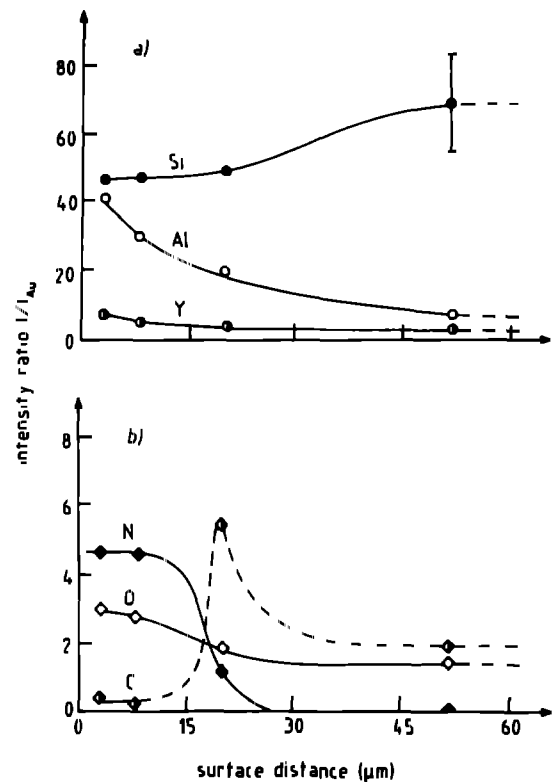 a)
80
60
40
20
0
Si
Al
Y
intensity ratio I/I_Au
b)
8
6
4
2
0
N
O
C
0 15 30 45 60
surface distance (μm)